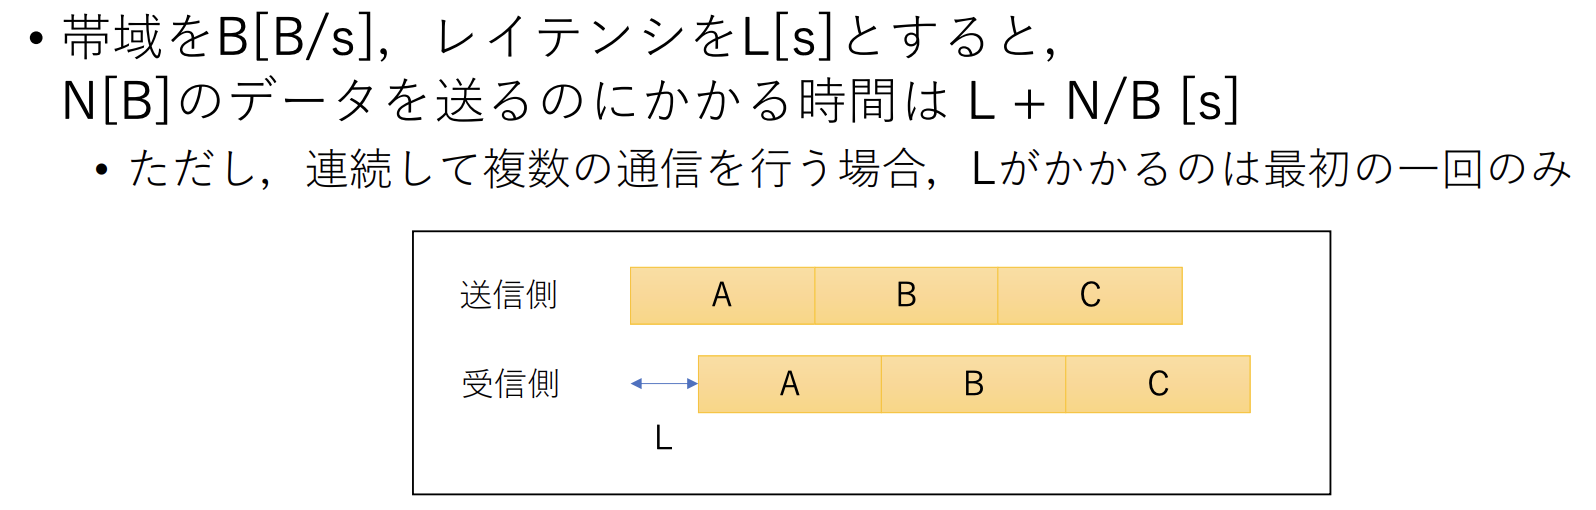 • 帯域をB[B/s]，レイテンシをL[s]とすると，
N[B]のデータを送るのにかかる時間は L + N/B [s]
• ただし，連続して複数の通信を行う場合，Lがかかるのは最初の一回のみ
送信側 A B C
受信側 A B C
L